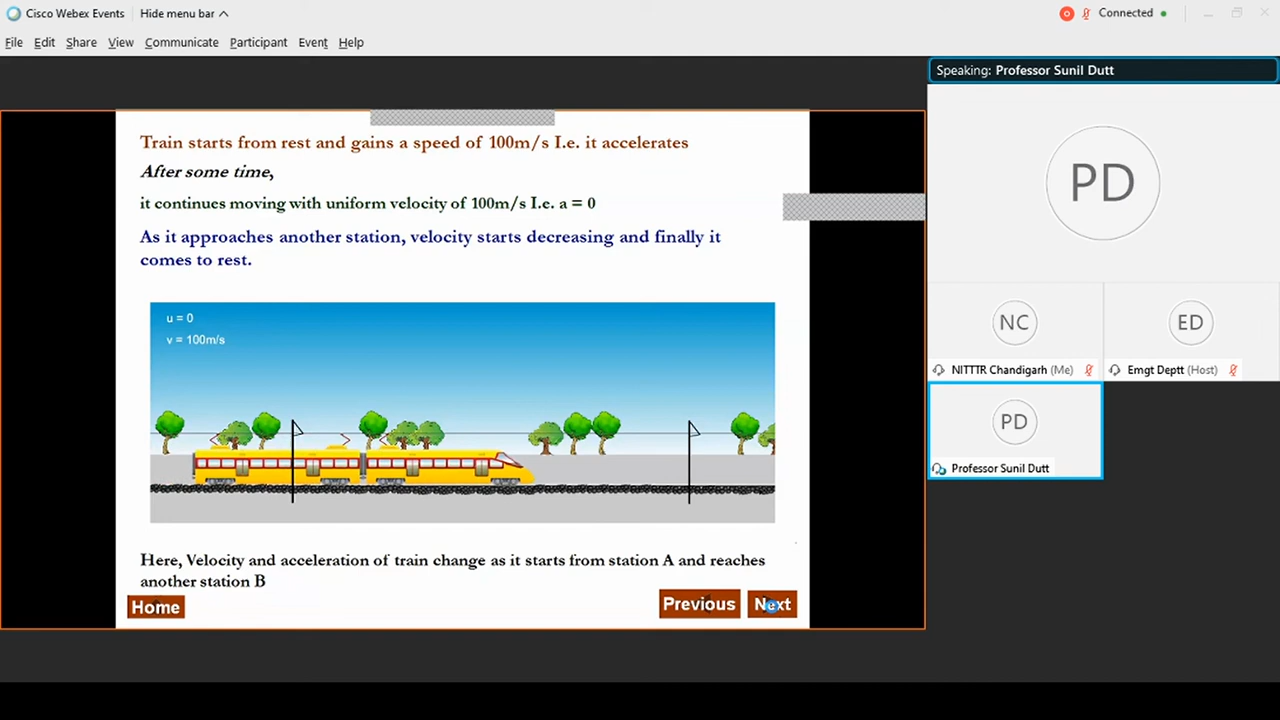 Cisco Webex Events
Hide menu bar
Connected
File Edit Share View Communicate Participant Event Help
Speaking: Professor Sunil Dutt
Train starts from rest and gains a speed of 100m/s I.e. it accelerates
After some time,
it continues moving with uniform velocity of 100m/s I.e. a = 0
As it approaches another station, velocity starts decreasing and finally it
comes to rest.
u = 0
v = 100m/s
Here, Velocity and acceleration of train change as it starts from station A and reaches
another station B
Home
Previous
Next
PD
NC
ED
NITTTR Chandigarh (Me)
Emgt Deptt (Host)
PD
Professor Sunil Dutt